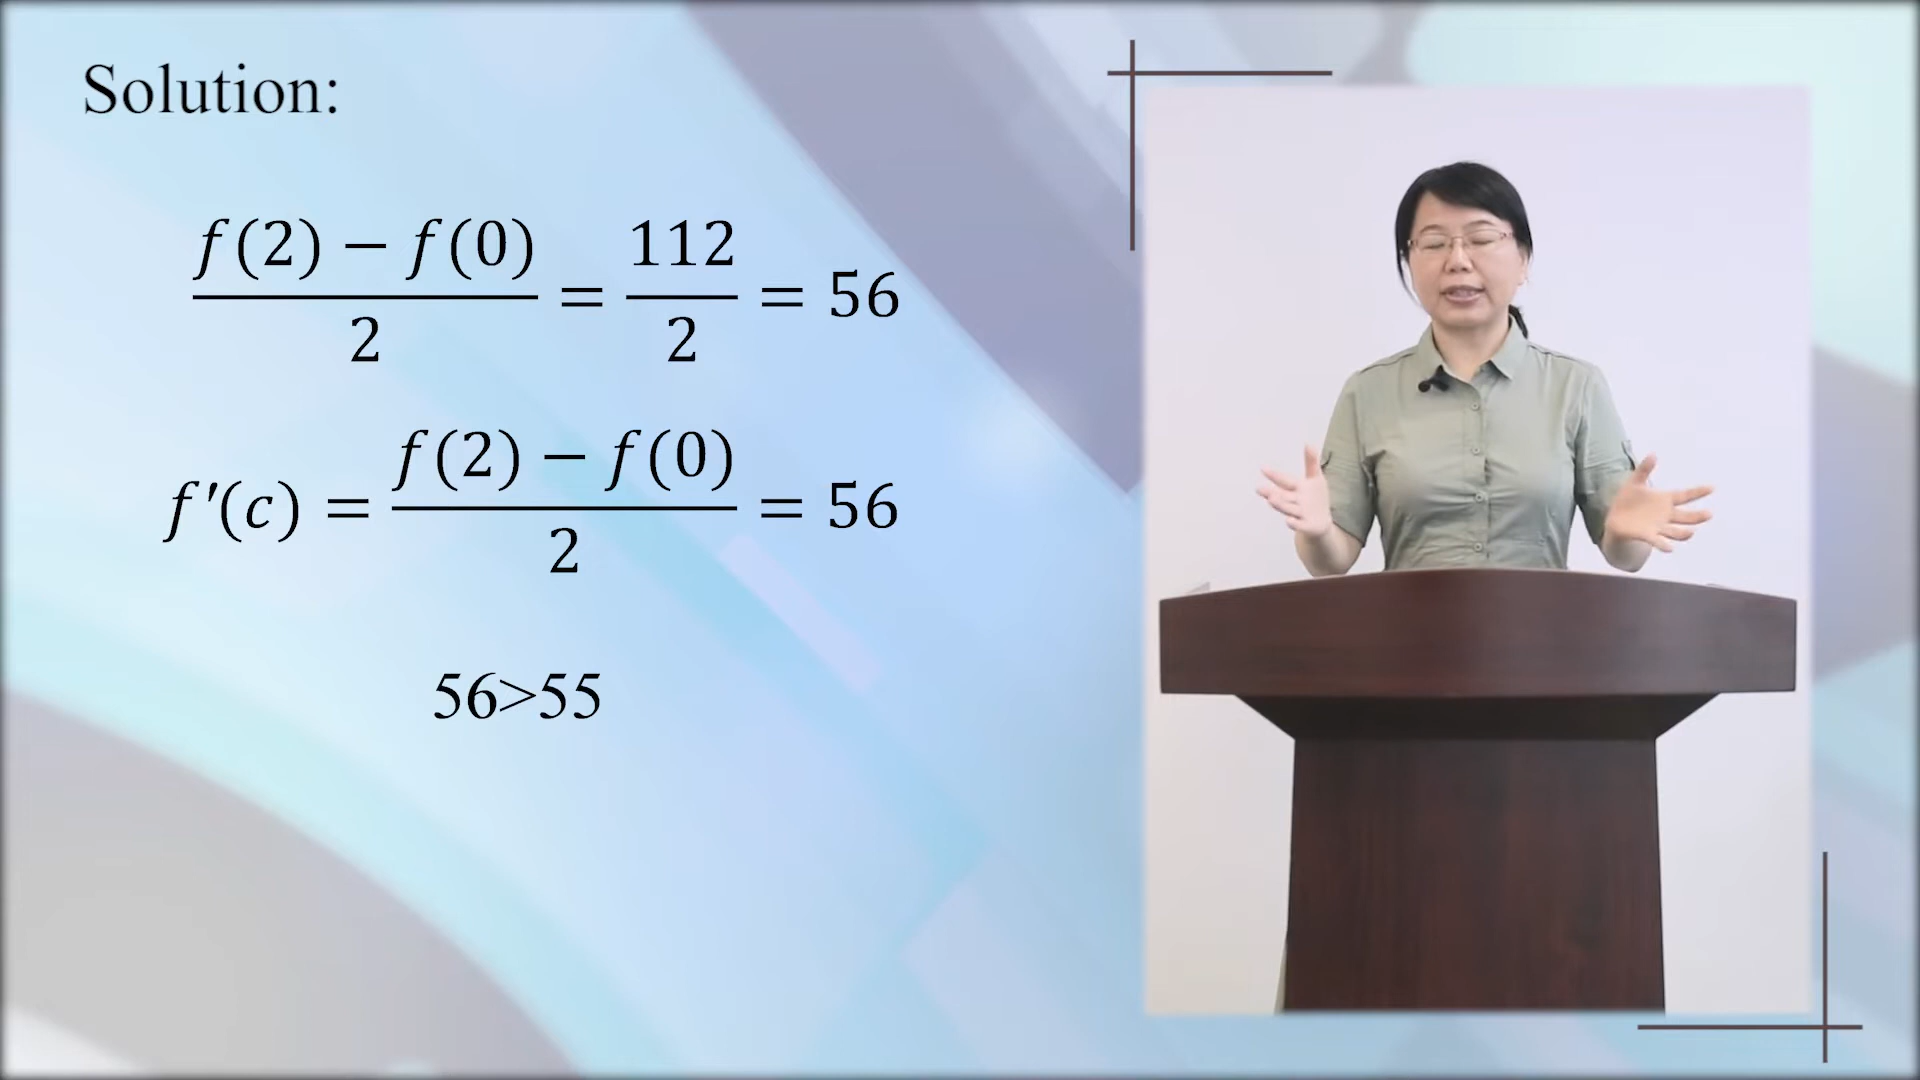 Solution:
f(2) − f(0) / 2 = 112 / 2 = 56
f′(c) = f(2) − f(0) / 2 = 56
56>55